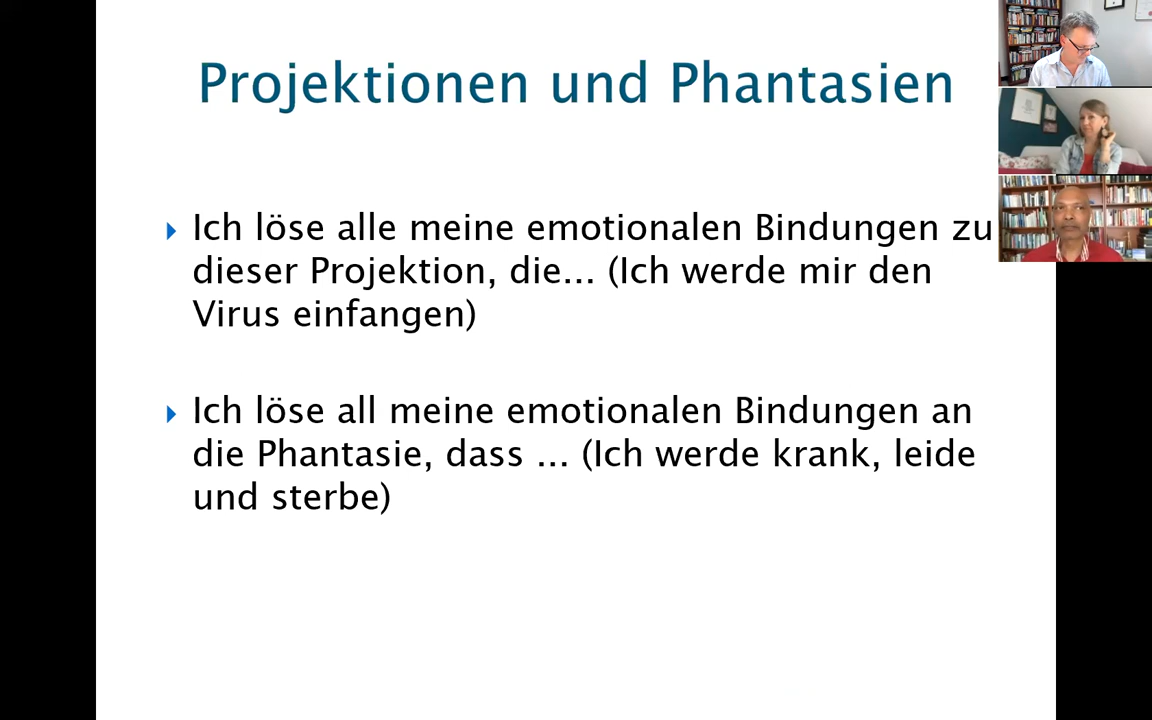 Projektionen und Phantasien
Ich löse alle meine emotionalen Bindungen zu
dieser Projektion, die... (Ich werde mir den
Virus einfangen)
Ich löse all meine emotionalen Bindungen an
die Phantasie, dass ... (Ich werde krank, leide
und sterbe)